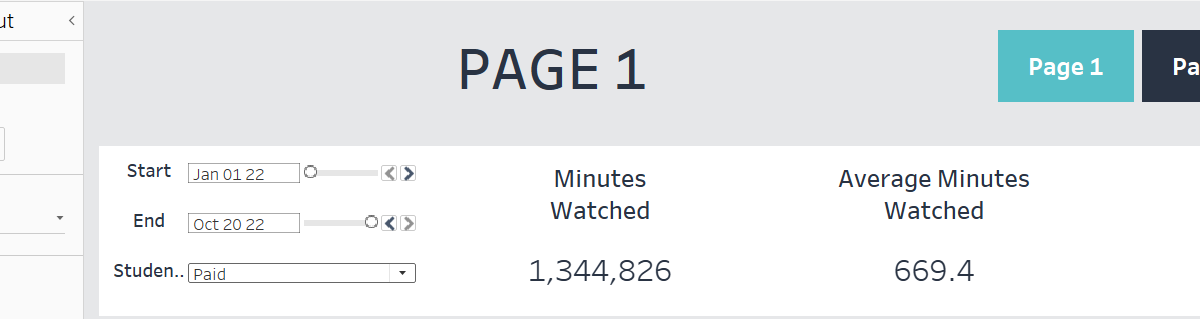 ut
PAGE 1
Page 1
Pa
Start
Jan 01 22
End
Oct 20 22
Studen..
Paid
Minutes
Watched
1,344,826
Average Minutes
Watched
669.4